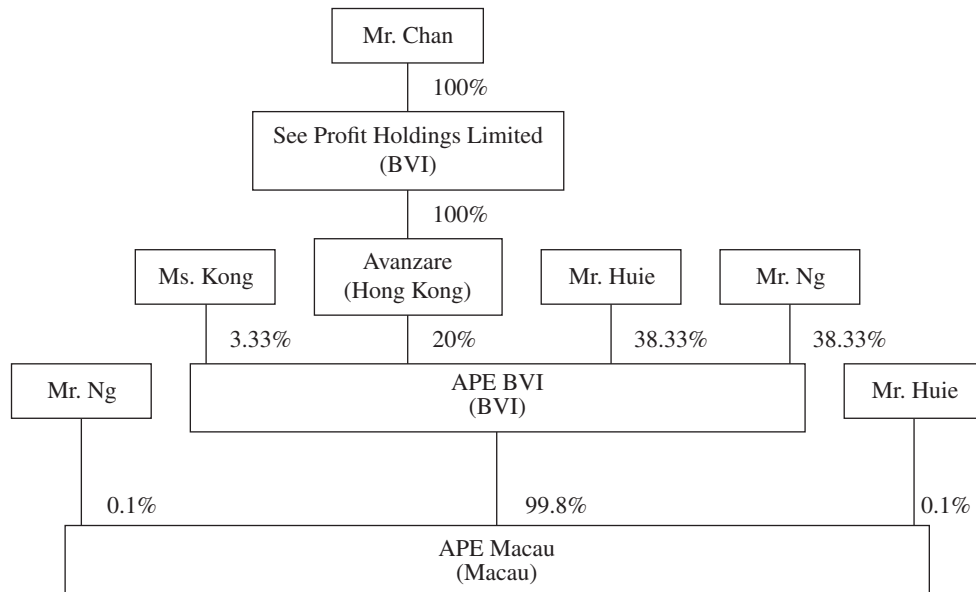 Mr. Chan
100%
See Profit Holdings Limited
(BVI)
100%
Ms. Kong
Avanzare
(Hong Kong)
Mr. Huie
Mr. Ng
3.33%
20%
38.33%
38.33%
Mr. Ng
APE BVI
(BVI)
Mr. Huie
0.1%
99.8%
0.1%
APE Macau
(Macau)